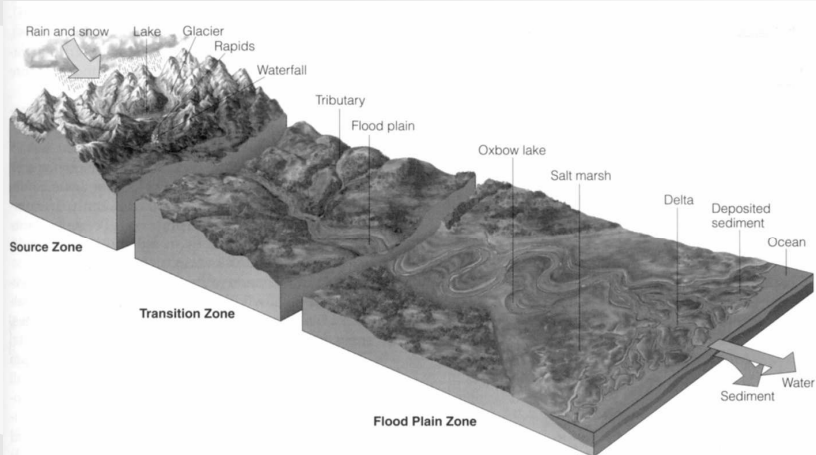 Rain and snow
Lake
Glacier
Rapids
Waterfall
Tributary
Flood plain
Oxbow lake
Salt marsh
Delta
Deposited
sediment
Ocean
Source Zone
Transition Zone
Flood Plain Zone
Water
Sediment